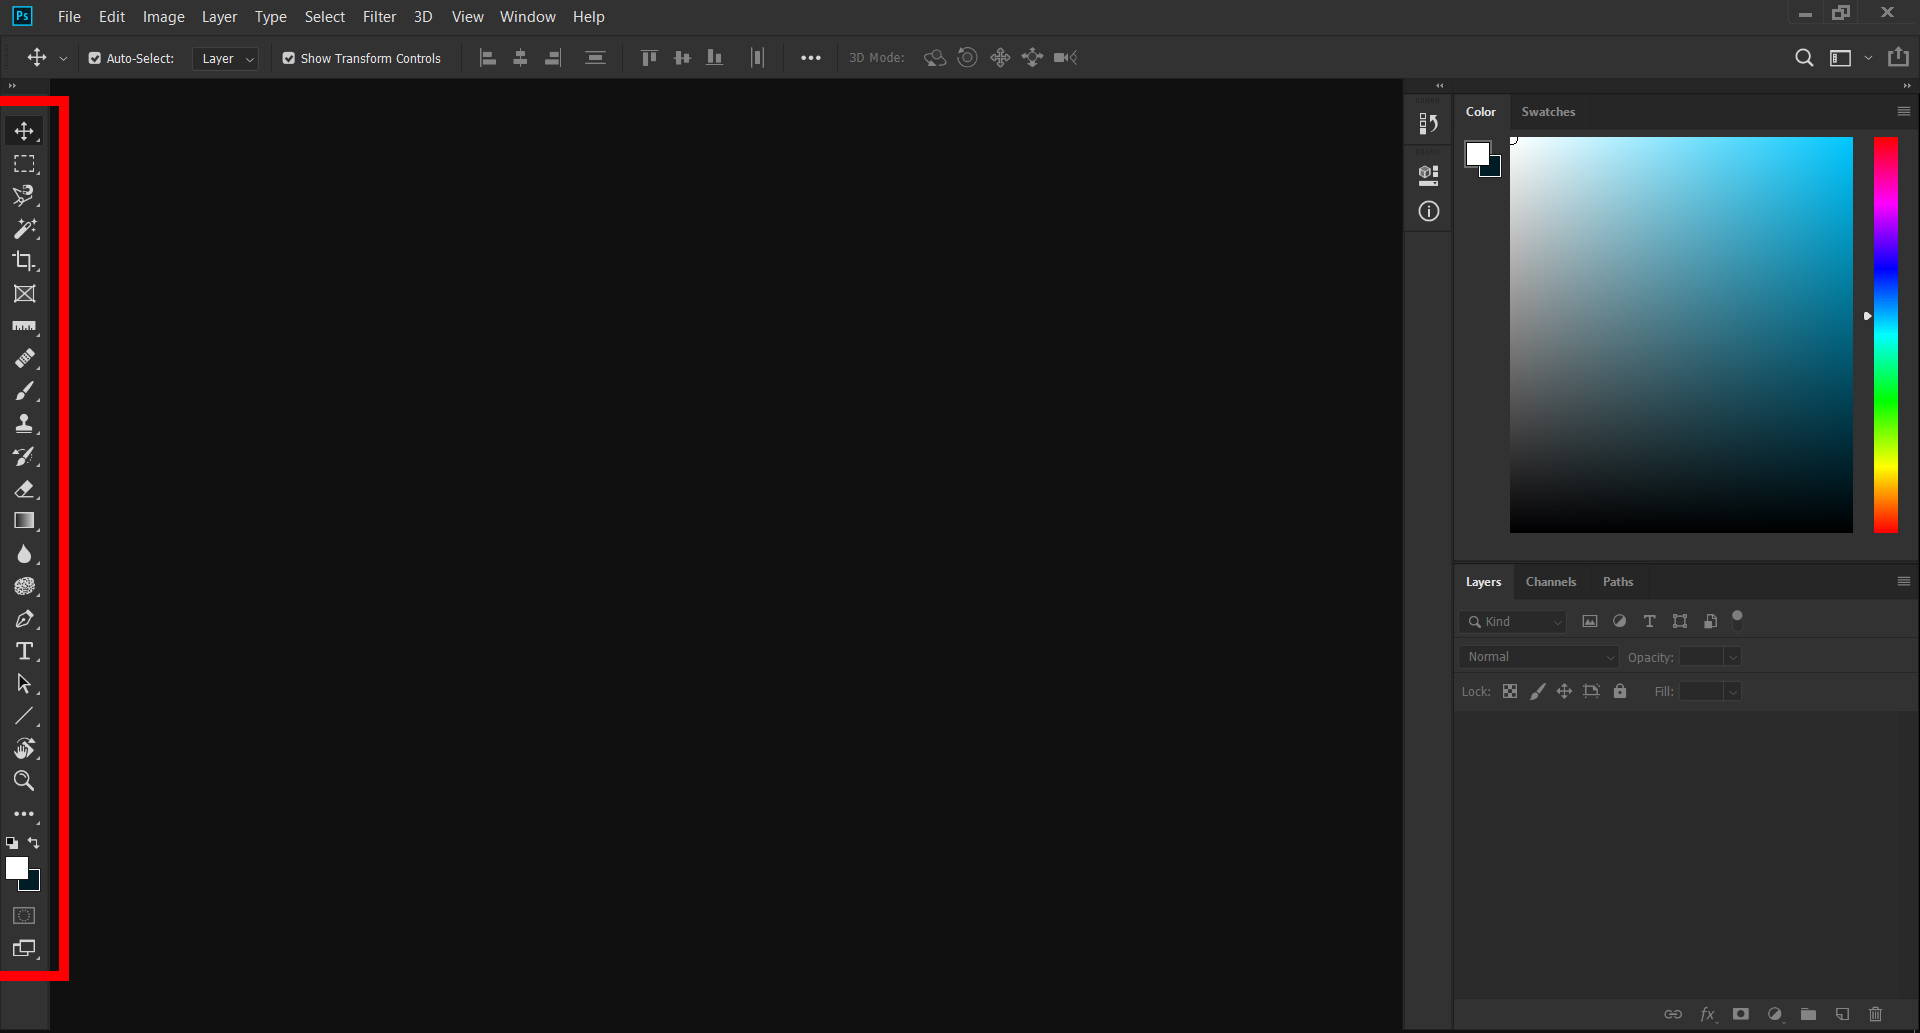 Ps File Edit Image Layer Type Select Filter 3D View Window Help
Auto-Select: Layer Show Transform Controls 3D Mode:
Color Swatches
Layers Channels Paths
Kind
Normal Opacity:
Lock: Fill:
fx